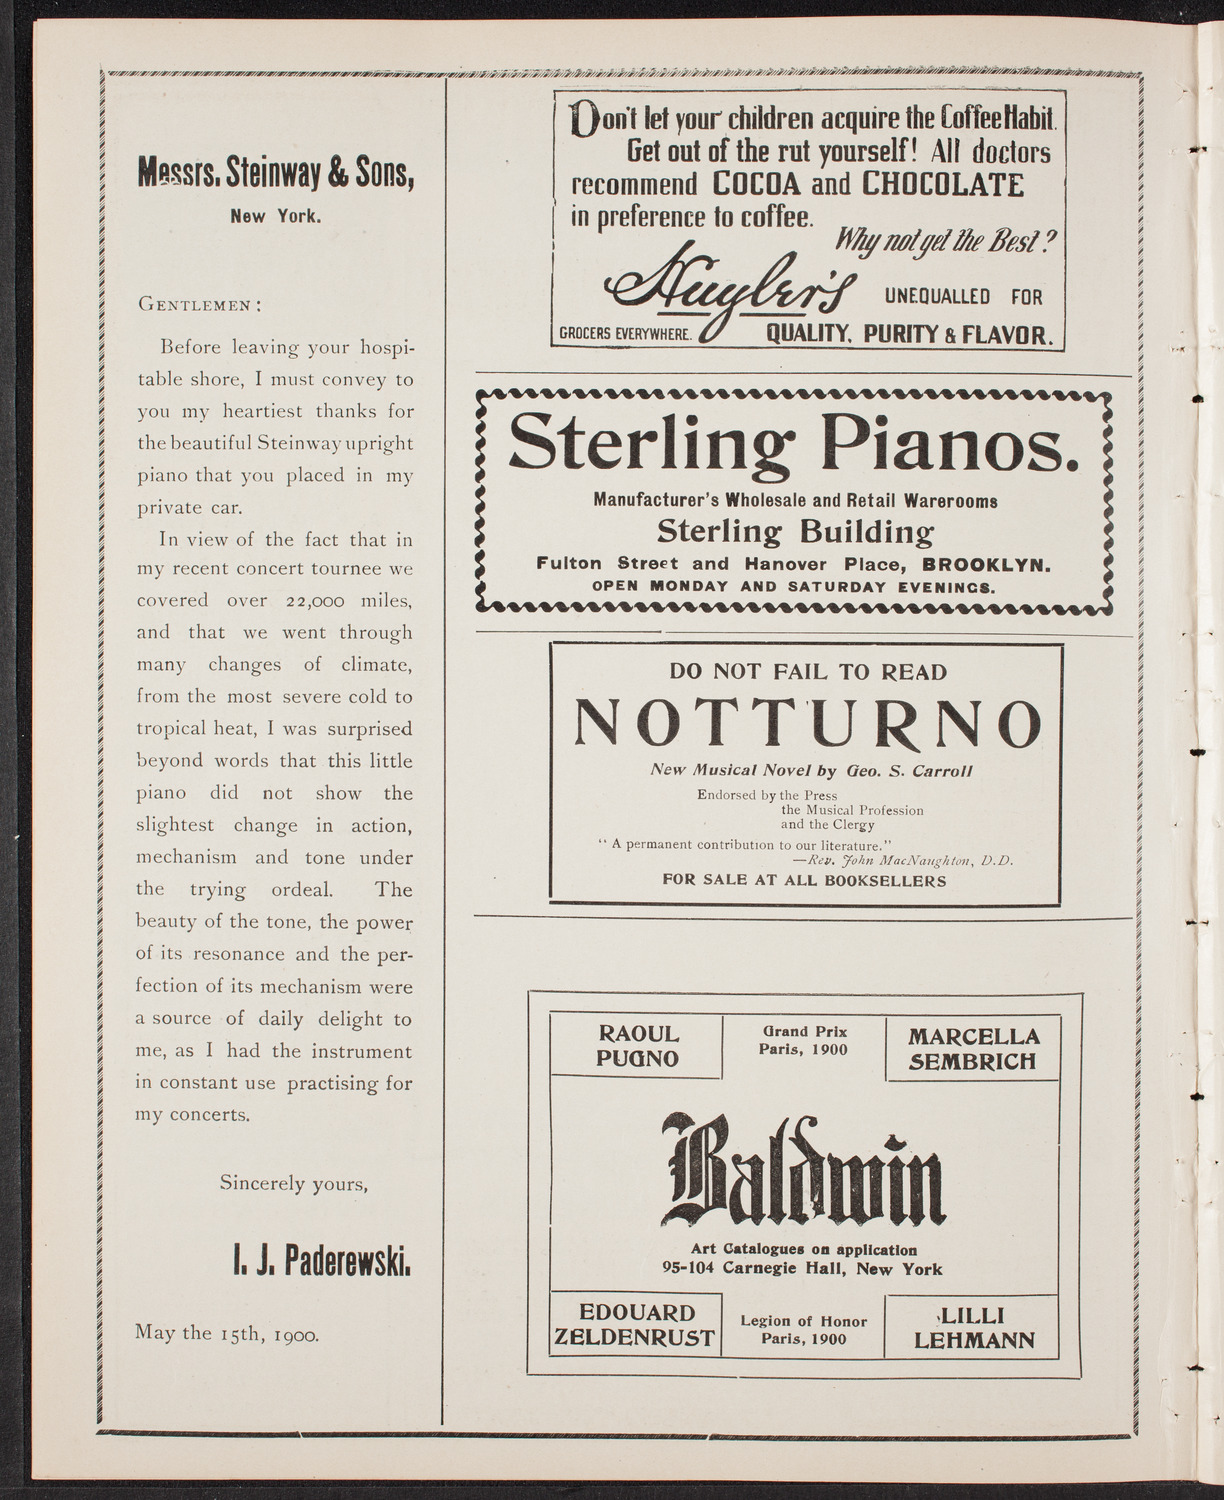 Messrs. Steinway & Sons,
New York.
GENTLEMEN:
Before leaving your hospi-
table shore, I must convey to
you my heartiest thanks for
the beautiful Steinway upright
piano that you placed in my
private car.
In view of the fact that in
my recent concert tournee we
covered over 22,000 miles,
and that we went through
many changes of climate,
from the most severe cold to
tropical heat, I was surprised
beyond words that this little
piano did not show the
slightest change in action,
mechanism and tone under
the trying ordeal. The
beauty of the tone, the power
of its resonance and the per-
fection of its mechanism were
a source of daily delight to
me, as I had the instrument
in constant use practising for
my concerts.
Sincerely yours,
I. J. Paderewski.
May the 15th, 1900.
Don't let your children acquire the Coffee Habit.
Get out of the rut yourself! All doctors
recommend COCOA and CHOCOLATE
in preference to coffee.
Why not get the Best?
Huyler's UNEQUALLED FOR
GROCERS EVERYWHERE. QUALITY, PURITY & FLAVOR.
Sterling Pianos.
Manufacturer's Wholesale and Retail Warerooms
Sterling Building
Fulton Street and Hanover Place, BROOKLYN.
OPEN MONDAY AND SATURDAY EVENINGS.
DO NOT FAIL TO READ
NOTTURNO
New Musical Novel by Geo. S. Carroll
Endorsed by the Press
the Musical Profession
and the Clergy
"A permanent contribution to our literature."
—Rev. John MacNaughton, D.D.
FOR SALE AT ALL BOOKSELLERS
RAOUL
PUGNO
Grand Prix
Paris, 1900
MARCELLA
SEMBRICH
Baldwin
Art Catalogues on application
95-104 Carnegie Hall, New York
EDOUARD
ZELDENRUST
Legion of Honor
Paris, 1900
LILLI
LEHMANN